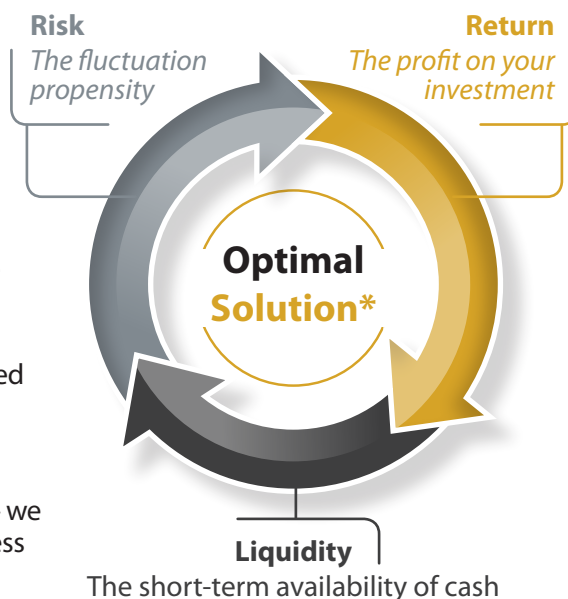 Risk
The fluctuation
propensity
Return
The profit on your
investment
Optimal
Solution*
ed
we
ess
Liquidity
The short-term availability of cash